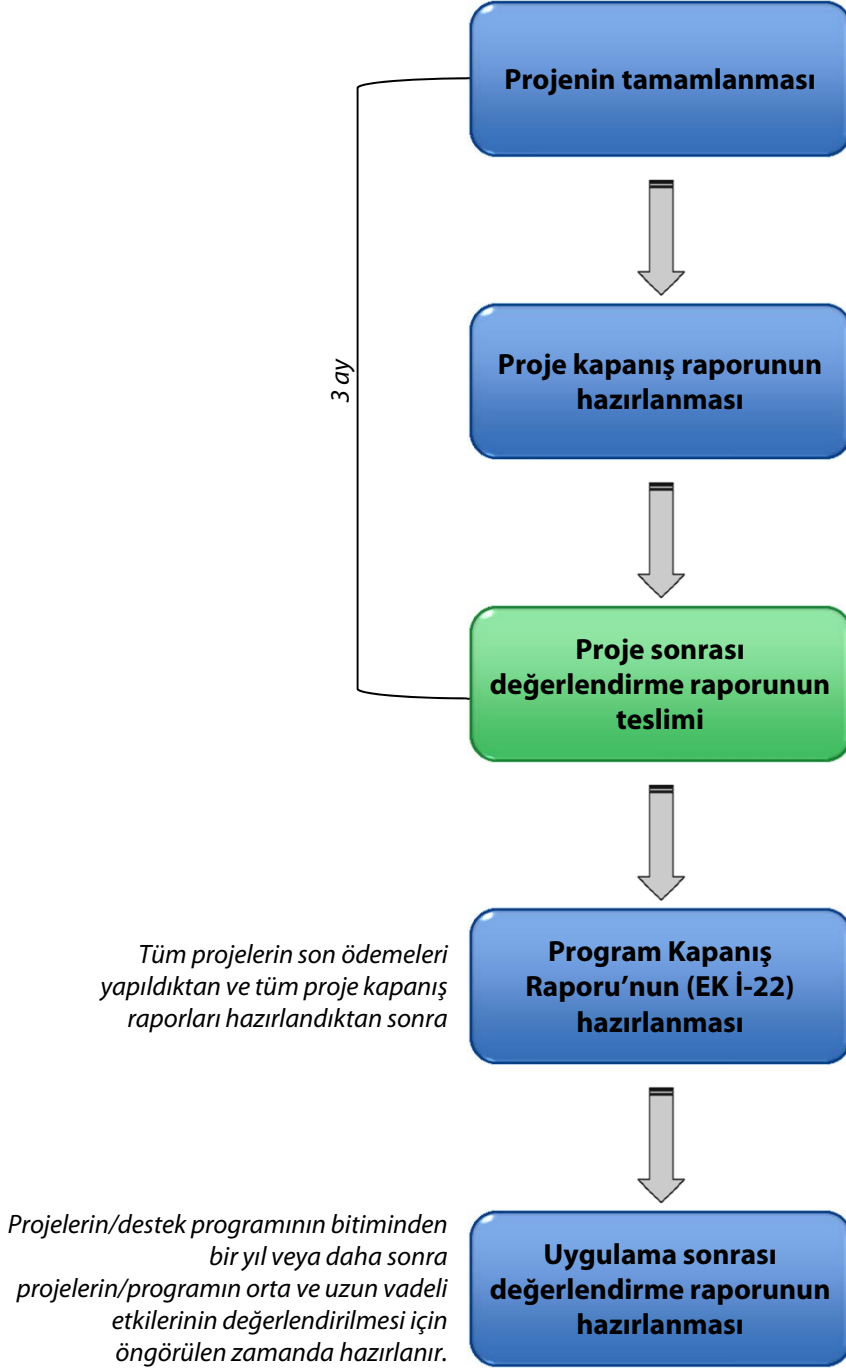 Projenin tamamlanması
3 ay
Proje kapanış raporunun
hazırlanması
Proje sonrası
değerlendirme raporunun
teslimi
Tüm projelerin son ödemeleri
yapıldıktan ve tüm proje kapanış
raporları hazırlandıktan sonra
Program Kapanış
Raporu’nun (EK İ-22)
hazırlanması
Projelerin/destek programının bitiminden
bir yıl veya daha sonra
projelerin/programın orta ve uzun vadeli
etkilerinin değerlendirilmesi için
öngörülen zamanda hazırlanır.
Uygulama sonrası
değerlendirme raporunun
hazırlanması